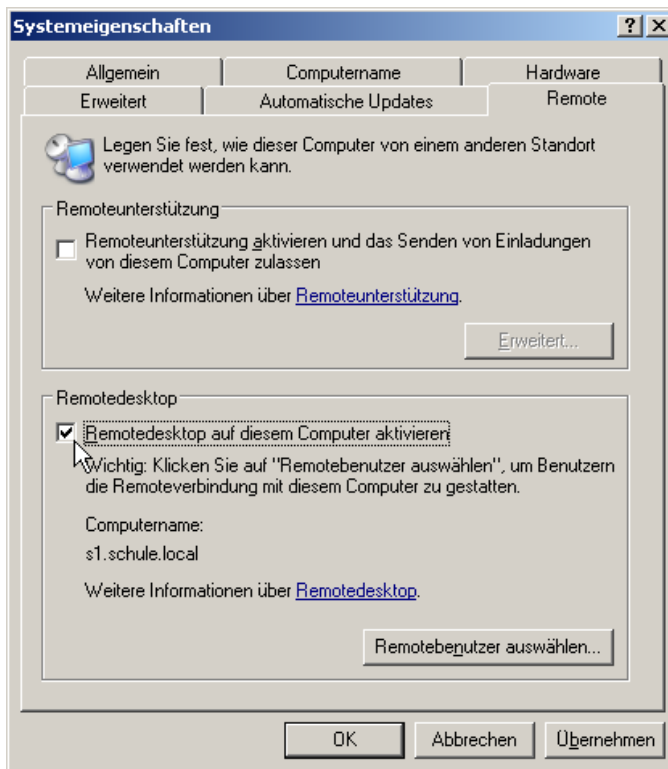 Systemeigenschaften
Allgemein
Computername
Hardware
Erweitert
Automatische Updates
Remote
Legen Sie fest, wie dieser Computer von einem anderen Standort
verwendet werden kann.
Remoteunterstützung
Remoteunterstützung aktivieren und das Senden von Einladungen
von diesem Computer zulassen
Weitere Informationen über Remoteunterstützung.
Erweitert...
Remotedesktop
Remotedesktop auf diesem Computer aktivieren
Wichtig: Klicken Sie auf "Remotebenutzer auswählen", um Benutzern
die Remoteverbindung mit diesem Computer zu gestatten.
Computername:
s1.schule.local
Weitere Informationen über Remotedesktop.
Remotebenutzer auswählen...
OK
Abbrechen
Übernehmen